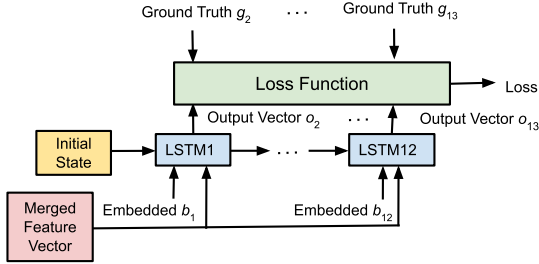 Ground Truth g2 ... Ground Truth g13
Loss Function
Loss
Output Vector o2 ... Output Vector o13
Initial
State
LSTM1 ... LSTM12
Embedded b1 Embedded b12
Merged
Feature
Vector